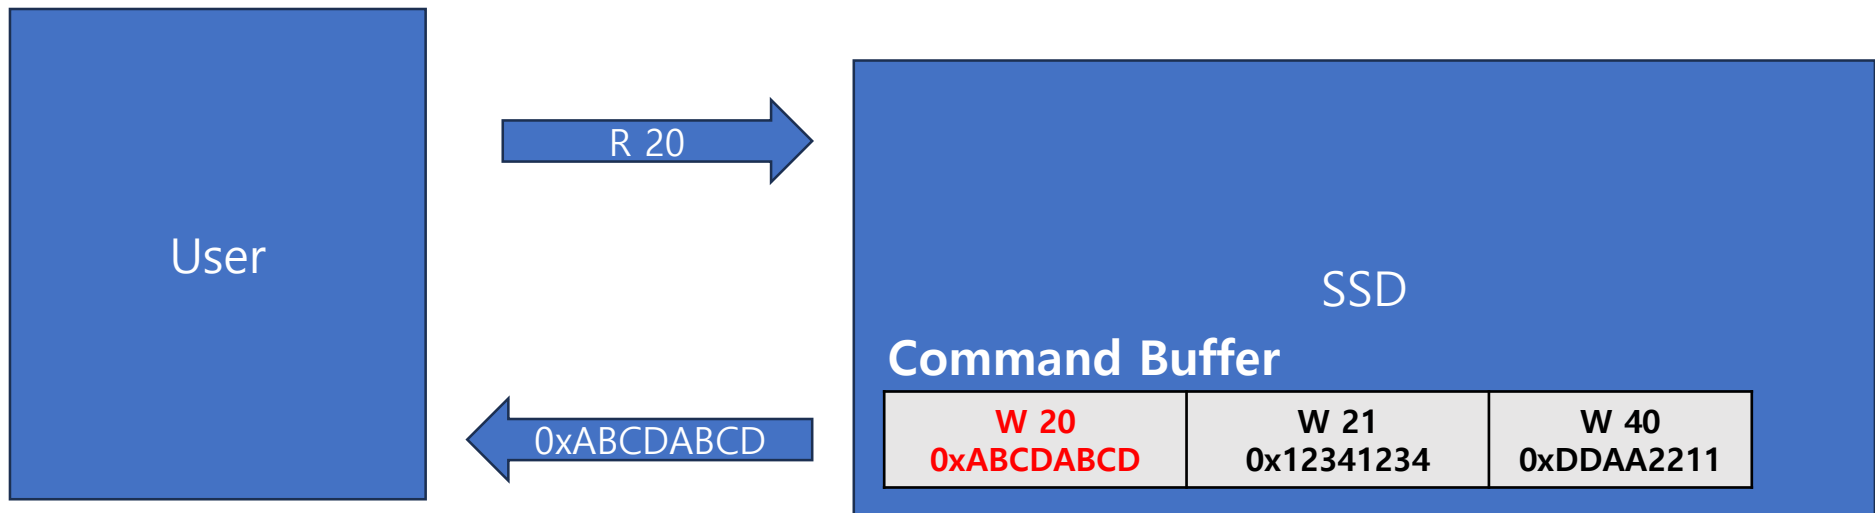 User
R 20
0xABCDABCD
SSD
Command Buffer
W 20
0xABCDABCD
W 21
0x12341234
W 40
0xDDAA2211